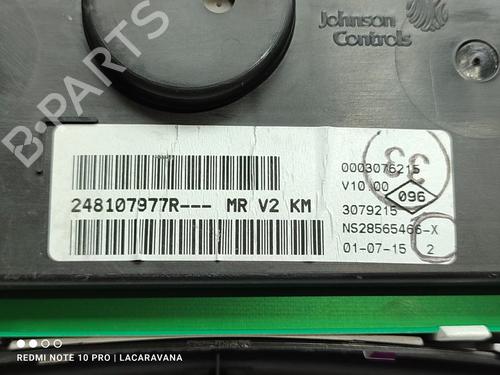 Johnson
Controls
B-PARTS
0003076215
33
V10.00
096
248107977R--- MR V2 KM
3079215
NS28565466-X
01-07-15 2
REDMI NOTE 10 PRO | LACARAVANA